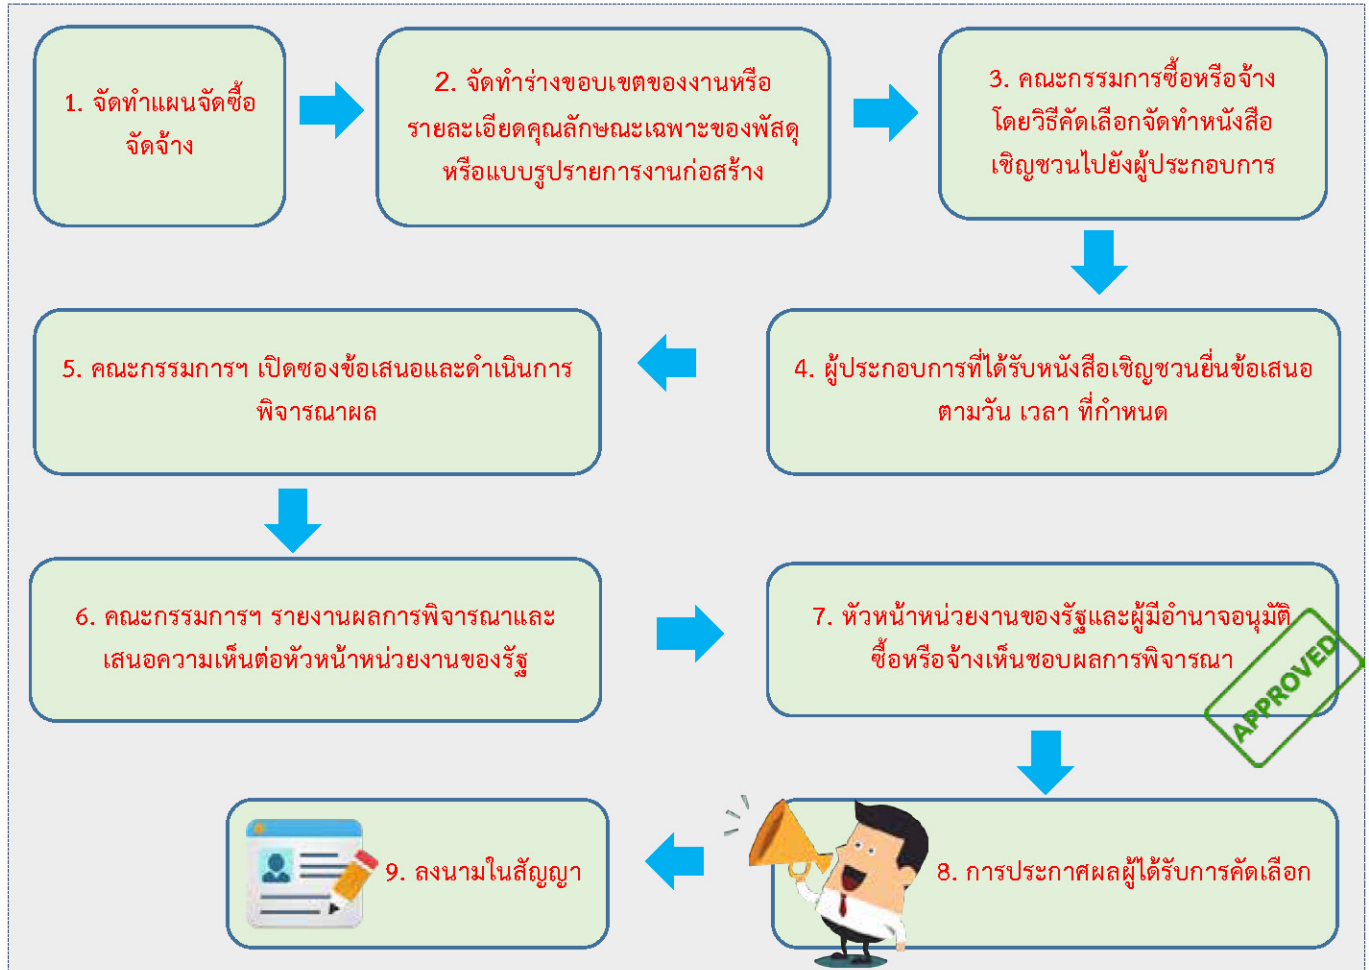 1. จัดทำแผนจัดซื้อ
จัดจ้าง
2. จัดทำร่างขอบเขตของงานหรือ
รายละเอียดคุณลักษณะเฉพาะของพัสดุ
หรือแบบรูปรายการงานก่อสร้าง
3. คณะกรรมการซื้อหรือจ้าง
โดยวิธีคัดเลือกจัดทำหนังสือ
เชิญชวนไปยังผู้ประกอบการ
4. ผู้ประกอบการที่ได้รับหนังสือเชิญชวนยื่นข้อเสนอ
ตามวัน เวลา ที่กำหนด
5. คณะกรรมการฯ เปิดซองข้อเสนอและดำเนินการ
พิจารณาผล
6. คณะกรรมการฯ รายงานผลการพิจารณาและ
เสนอความเห็นต่อหัวหน้าหน่วยงานของรัฐ
7. หัวหน้าหน่วยงานของรัฐและผู้มีอำนาจอนุมัติ
ซื้อหรือจ้างเห็นชอบผลการพิจารณา
APPROVED
8. การประกาศผลผู้ได้รับการคัดเลือก
9. ลงนามในสัญญา